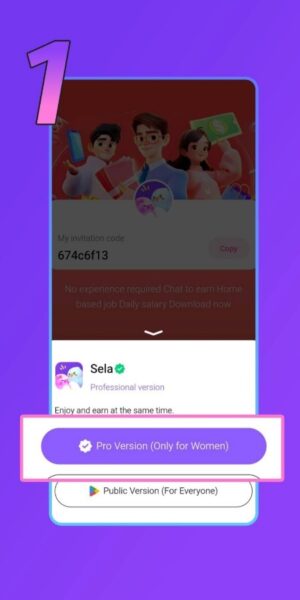 1
My invitation code
674c6f13
Copy
No experience required Chat to earn Home
based job Daily salary Download now
Sela
Professional version
Enjoy and earn at the same time.
Pro Version (Only for Women)
Public Version (For Everyone)